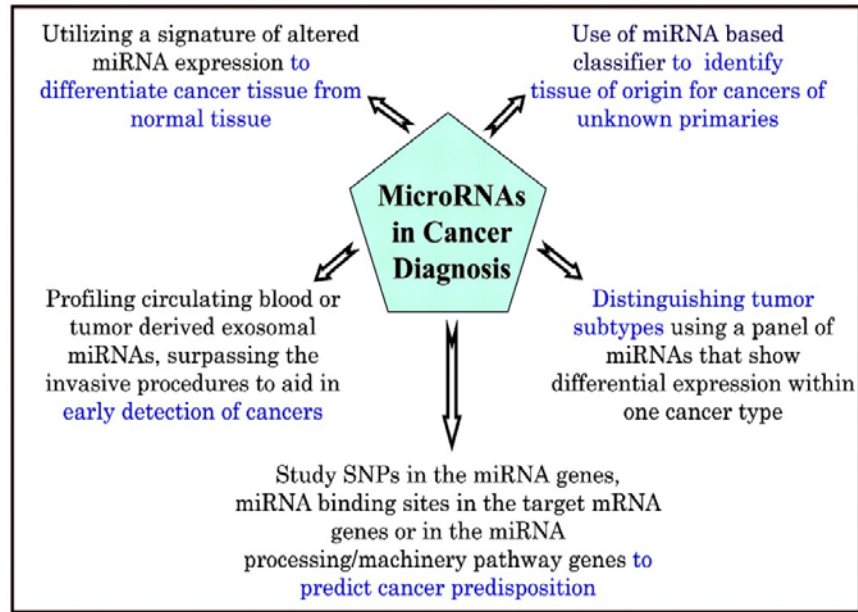 Utilizing a signature of altered
miRNA expression to
differentiate cancer tissue from
normal tissue
Use of miRNA based
classifier to identify
tissue of origin for cancers of
unknown primaries
MicroRNAs
in Cancer
Diagnosis
Profiling circulating blood or
tumor derived exosomal
miRNAs, surpassing the
invasive procedures to aid in
early detection of cancers
Distinguishing tumor
subtypes using a panel of
miRNAs that show
differential expression within
one cancer type
Study SNPs in the miRNA genes,
miRNA binding sites in the target mRNA
genes or in the miRNA
processing/machinery pathway genes to
predict cancer predisposition